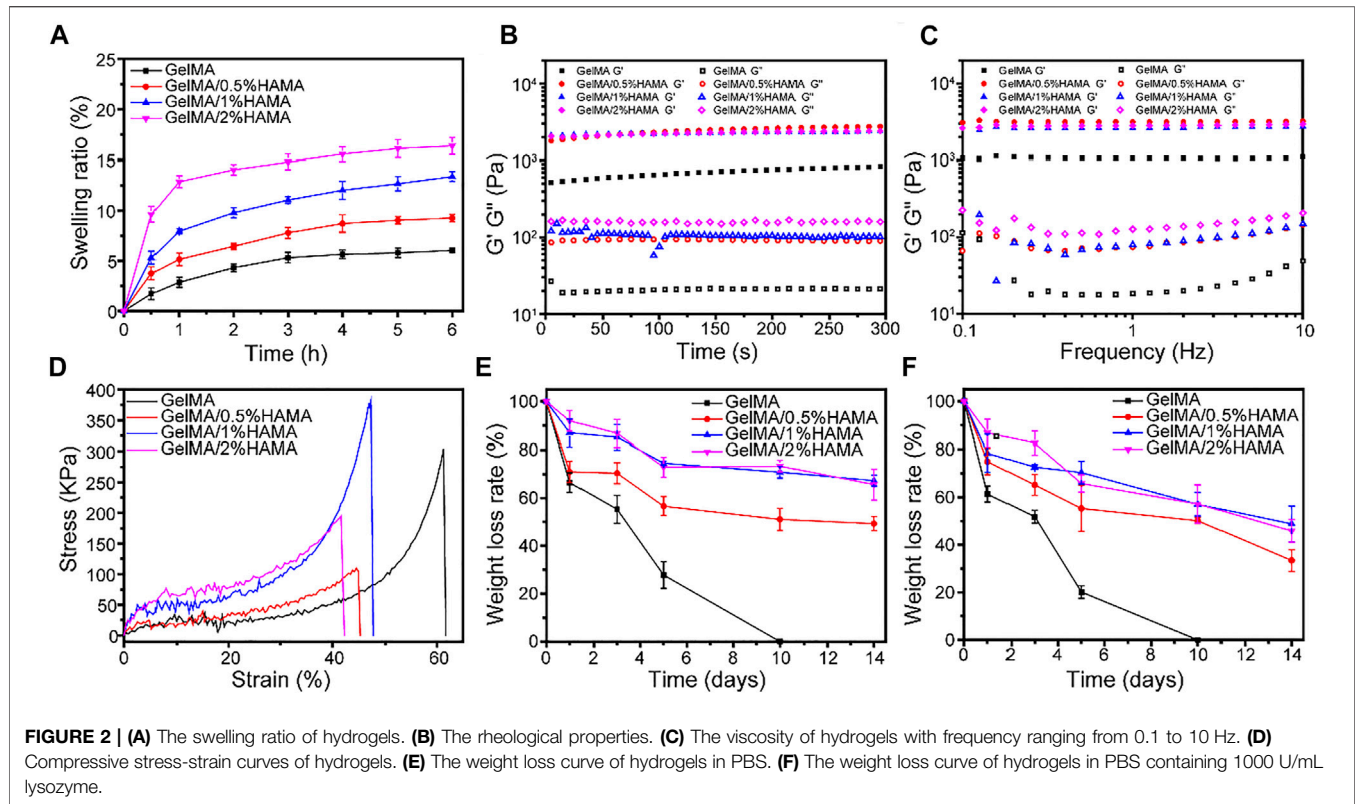 A
GelMA
GelMA/0.5%HAMA
GelMA/1%HAMA
GelMA/2%HAMA
Swelling ratio (%)
25
20
15
10
5
0
0 1 2 3 4 5 6
Time (h)
B
GelMA G' GelMA G"
GelMA/0.5%HAMA G' GelMA/0.5%HAMA G"
GelMA/1%HAMA G' GelMA/1%HAMA G"
GelMA/2%HAMA G' GelMA/2%HAMA G"
G' G" (Pa)
10⁴
10³
10²
10¹
0 50 100 150 200 250 300
Time (s)
C
GelMA G' GelMA G"
GelMA/0.5%HAMA G' GelMA/0.5%HAMA G"
GelMA/1%HAMA G' GelMA/1%HAMA G"
GelMA/2%HAMA G' GelMA/2%HAMA G"
G' G" (Pa)
10⁴
10³
10²
10¹
0.1 1 10
Frequency (Hz)
D
GelMA
GelMA/0.5%HAMA
GelMA/1%HAMA
GelMA/2%HAMA
Stress (KPa)
400
350
300
250
200
150
100
50
0
0 20 40 60
Strain (%)
E
GelMA
GelMA/0.5%HAMA
GelMA/1%HAMA
GelMA/2%HAMA
Weight loss rate (%)
100
80
60
40
20
0
0 2 4 6 8 10 12 14
Time (days)
F
GelMA
GelMA/0.5%HAMA
GelMA/1%HAMA
GelMA/2%HAMA
Weight loss rate (%)
100
80
60
40
20
0
0 2 4 6 8 10 12 14
Time (days)
FIGURE 2 | (A) The swelling ratio of hydrogels. (B) The rheological properties. (C) The viscosity of hydrogels with frequency ranging from 0.1 to 10 Hz. (D)
Compressive stress-strain curves of hydrogels. (E) The weight loss curve of hydrogels in PBS. (F) The weight loss curve of hydrogels in PBS containing 1000 U/mL
lysozyme.